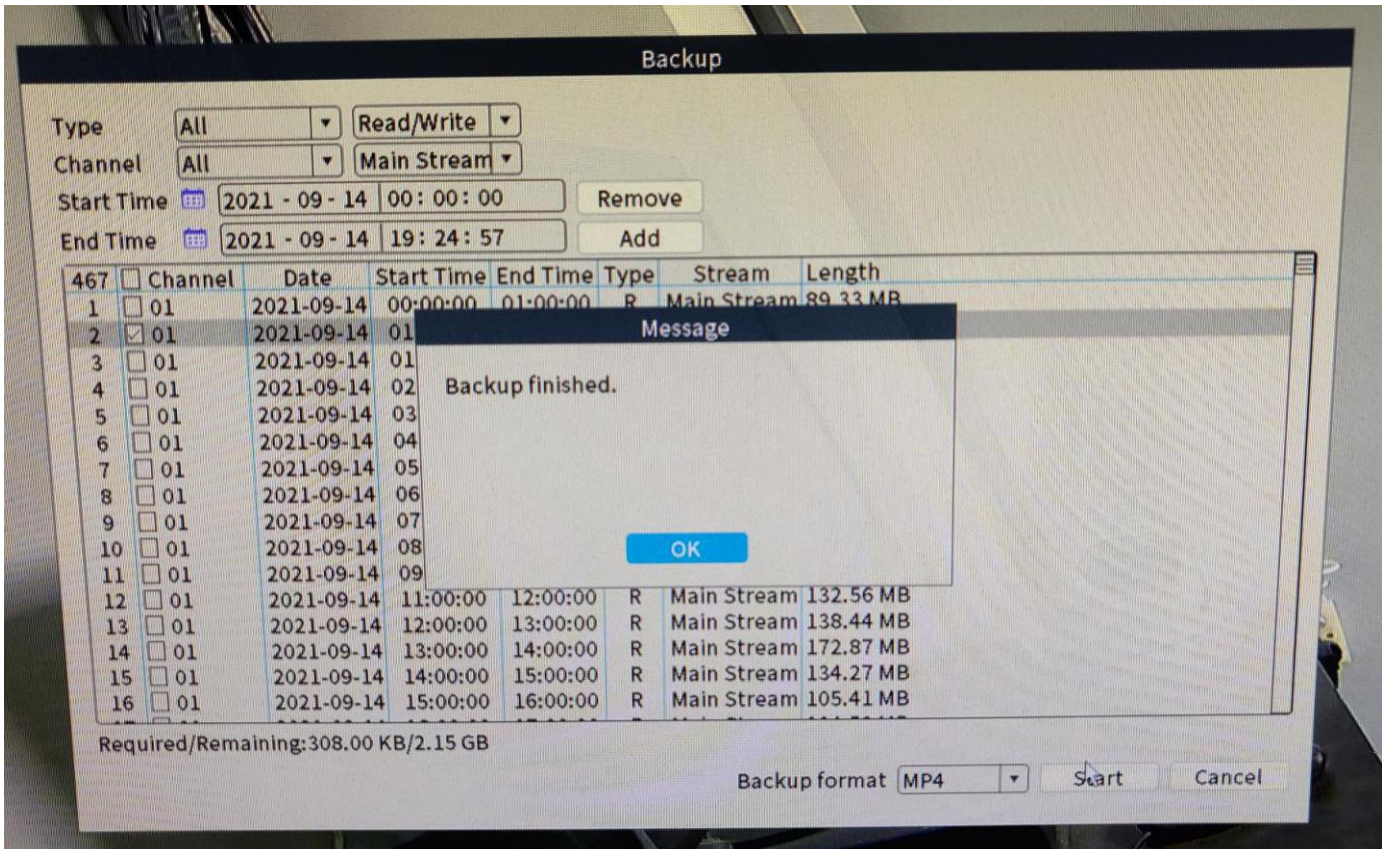 Backup
Type All Read/Write
Channel All Main Stream
Start Time 2021 - 09 - 14 00: 00: 00 Remove
End Time 2021 - 09 - 14 19: 24: 57 Add
467 Channel Date Start Time End Time Type Stream Length
1 01 2021-09-14 00:00:00 01:00:00 R Main Stream 89.33 MB
2 01 2021-09-14 01
3 01 2021-09-14 01
4 01 2021-09-14 02
5 01 2021-09-14 03
6 01 2021-09-14 04
7 01 2021-09-14 05
8 01 2021-09-14 06
9 01 2021-09-14 07
10 01 2021-09-14 08
11 01 2021-09-14 09
Message
Backup finished.
OK
12 01 2021-09-14 11:00:00 12:00:00 R Main Stream 132.56 MB
13 01 2021-09-14 12:00:00 13:00:00 R Main Stream 138.44 MB
14 01 2021-09-14 13:00:00 14:00:00 R Main Stream 172.87 MB
15 01 2021-09-14 14:00:00 15:00:00 R Main Stream 134.27 MB
16 01 2021-09-14 15:00:00 16:00:00 R Main Stream 105.41 MB
Required/Remaining:308.00 KB/2.15 GB
Backup format MP4 Start Cancel